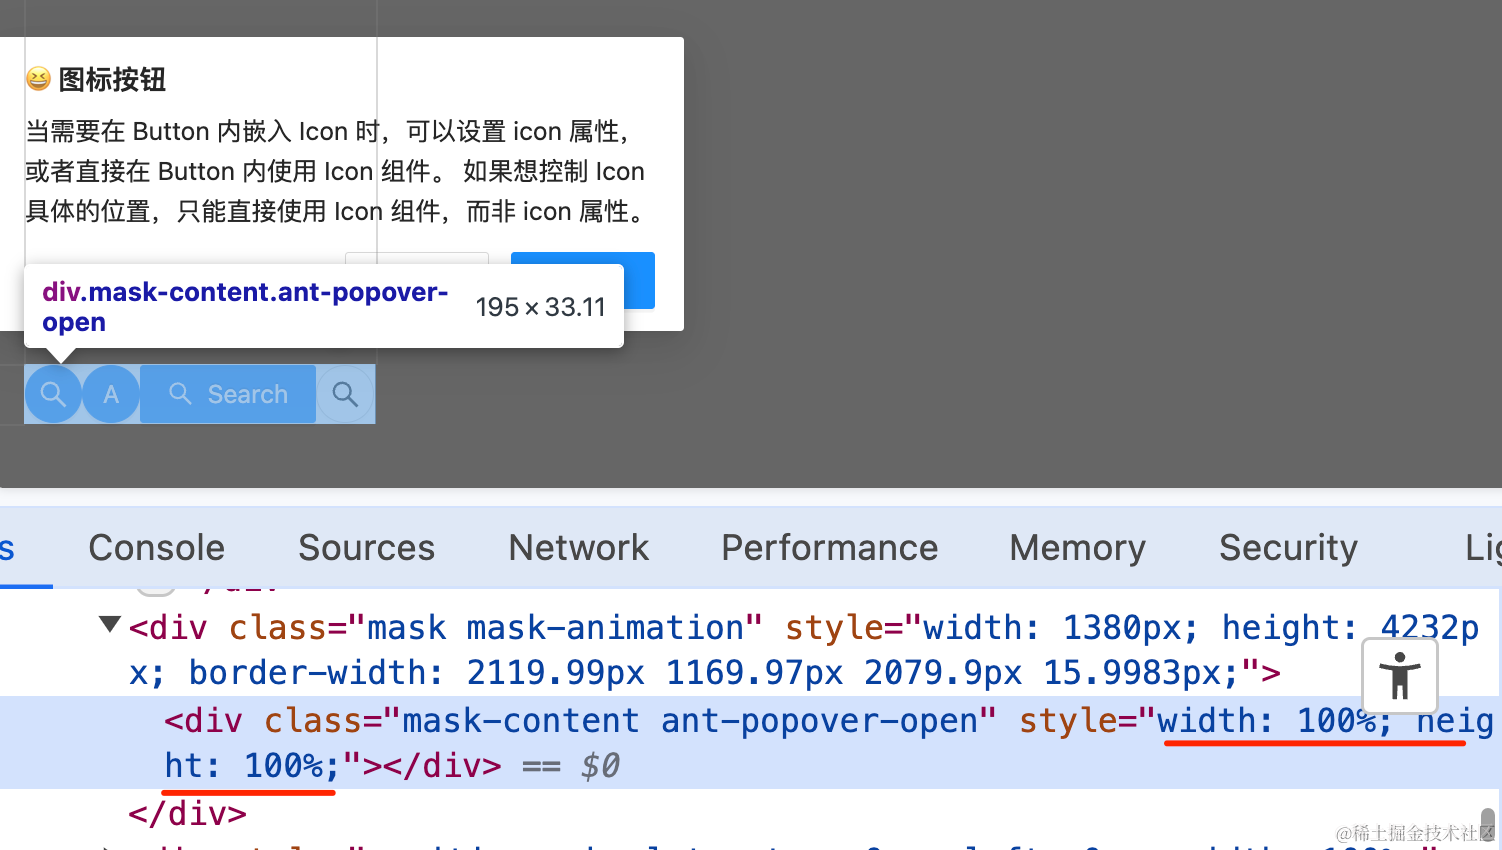 😆 图标按钮
当需要在 Button 内嵌入 Icon 时，可以设置 icon 属性，
或者直接在 Button 内使用 Icon 组件。 如果想控制 Icon
具体的位置，只能直接使用 Icon 组件，而非 icon 属性。
div.mask-content.ant-popover-open 195 × 33.11
A Search
s Console Sources Network Performance Memory Security Lig
<div class="mask mask-animation" style="width: 1380px; height: 4232p
x; border-width: 2119.99px 1169.97px 2079.9px 15.9983px;">
<div class="mask-content ant-popover-open" style="width: 100%; heig
ht: 100%;"></div> == $0
</div>
@稀土掘金技术社区